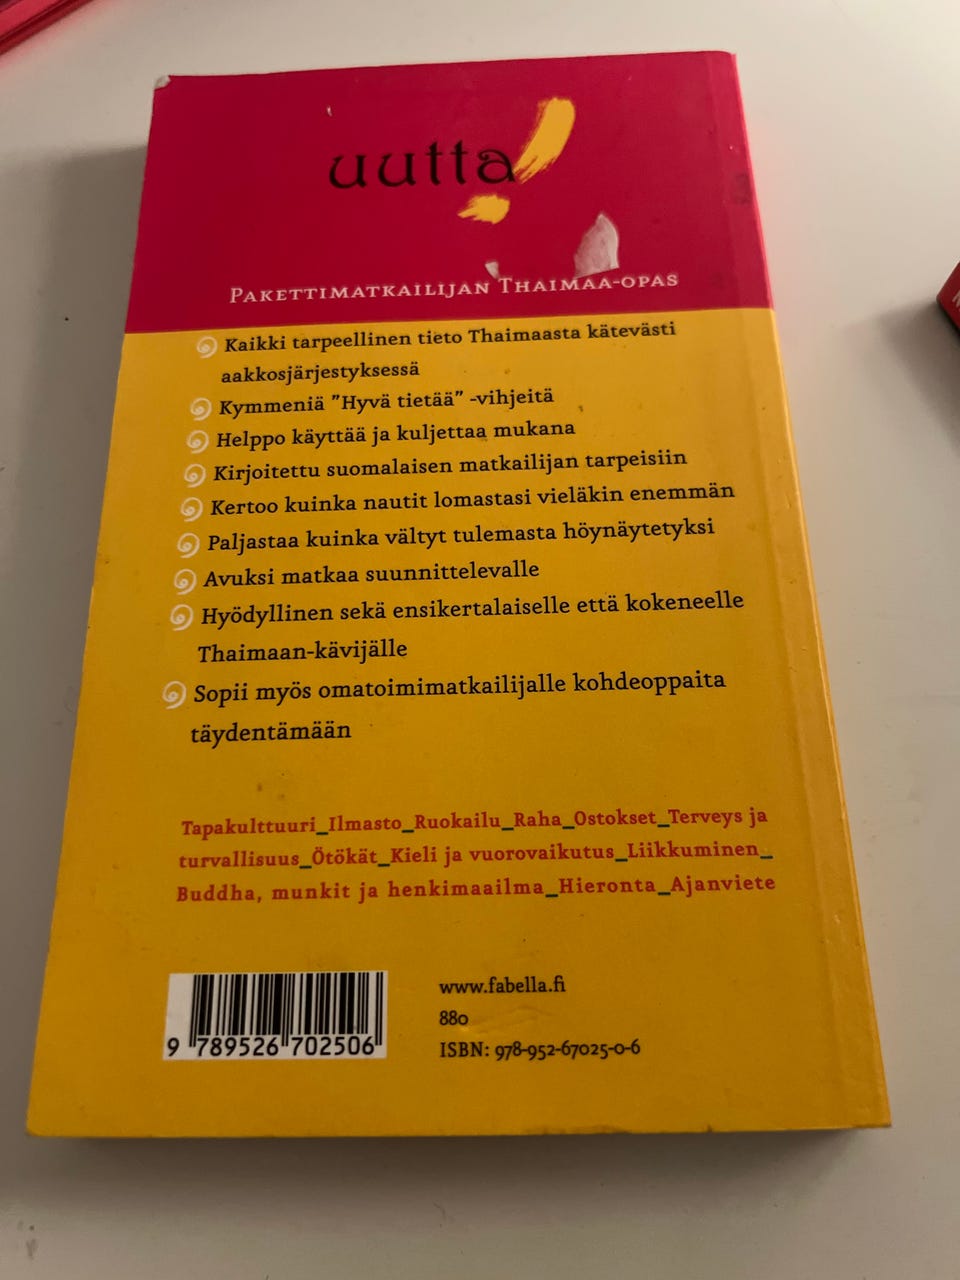 uutta!
PAKETTIMATKAILIJAN THAIMAA-OPAS
Kaikki tarpeellinen tieto Thaimaasta kätevästi
aakkosjärjestyksessä
Kymmeniä ”Hyvä tietää” -vihjeitä
Helppo käyttää ja kuljettaa mukana
Kirjoitettu suomalaisen matkailijan tarpeisiin
Kertoo kuinka nautit lomastasi vieläkin enemmän
Paljastaa kuinka vältyt tulemasta höynäytetyksi
Avuksi matkaa suunnittelevalle
Hyödyllinen sekä ensikertalaiselle että kokeneelle
Thaimaan-kävijälle
Sopii myös omatoimimatkailijalle kohdeoppaita
täydentämään
Tapakulttuuri_Ilmasto_Ruokailu_Raha_Ostokset_Terveys ja
turvallisuus_Ötökät_Kieli ja vuorovaikutus_Liikkuminen_
Buddha, munkit ja henkimaailma_Hieronta_Ajanviete
www.fabella.fi
880
ISBN: 978-952-67025-0-6
9 789526 702506